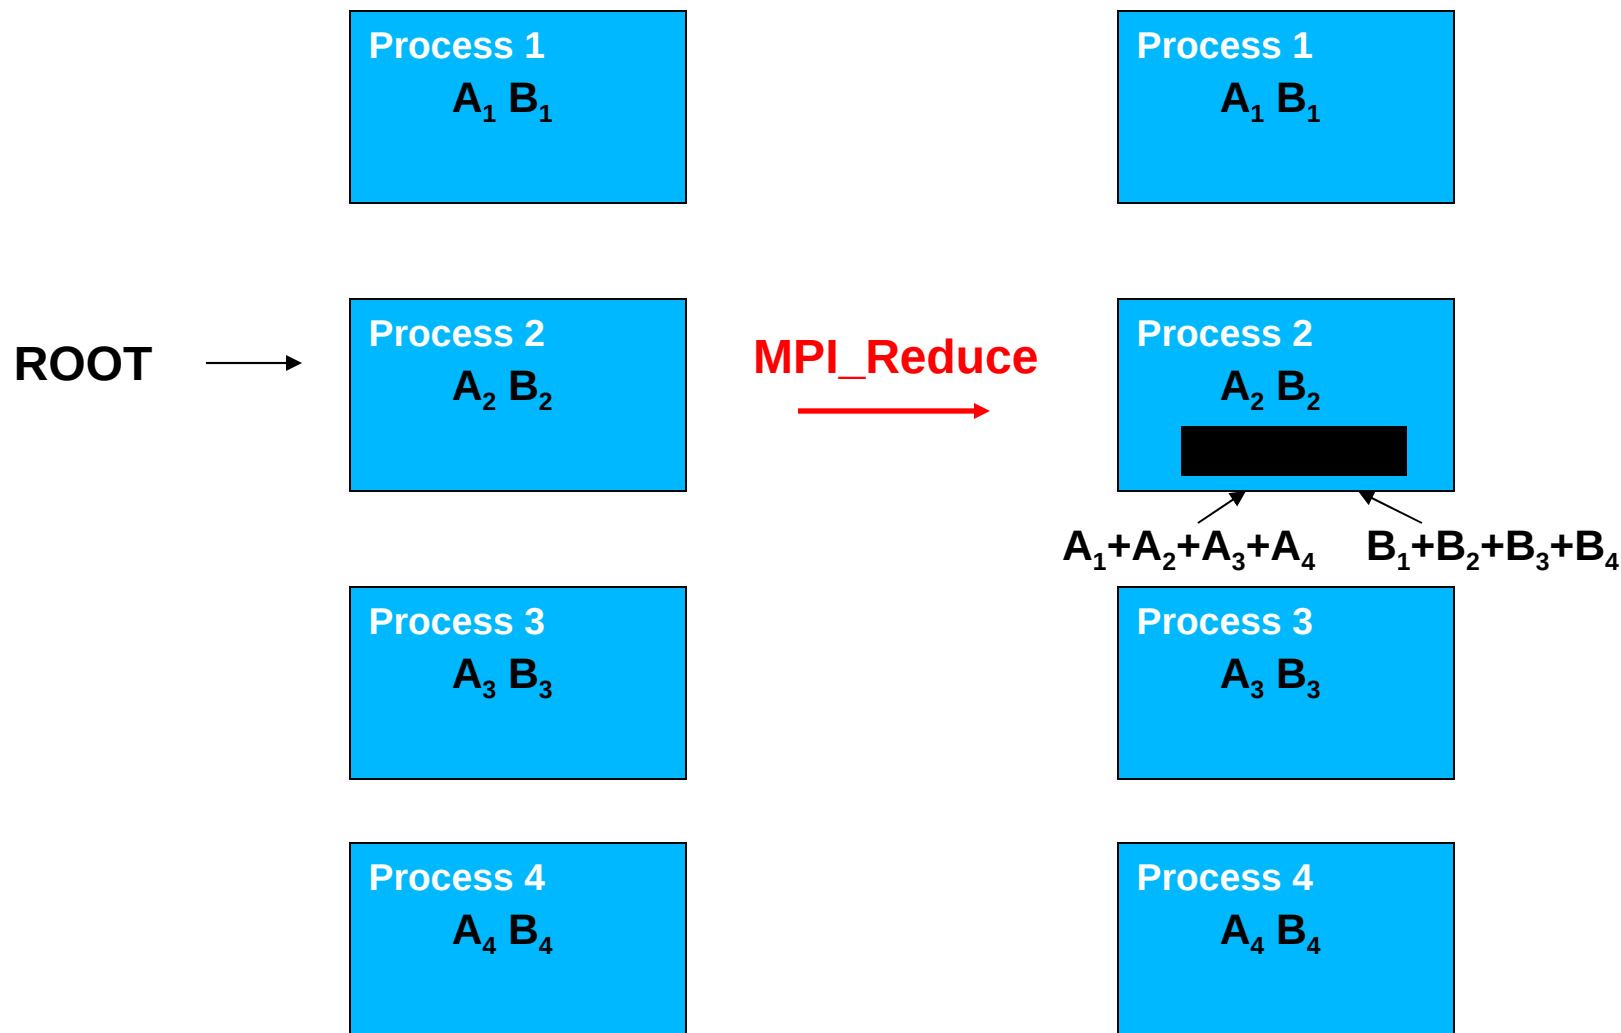 Process 1
A₁ B₁
Process 1
A₁ B₁
ROOT
Process 2
A₂ B₂
MPI_Reduce
Process 2
A₂ B₂
A₁+A₂+A₃+A₄
B₁+B₂+B₃+B₄
Process 3
A₃ B₃
Process 3
A₃ B₃
Process 4
A₄ B₄
Process 4
A₄ B₄